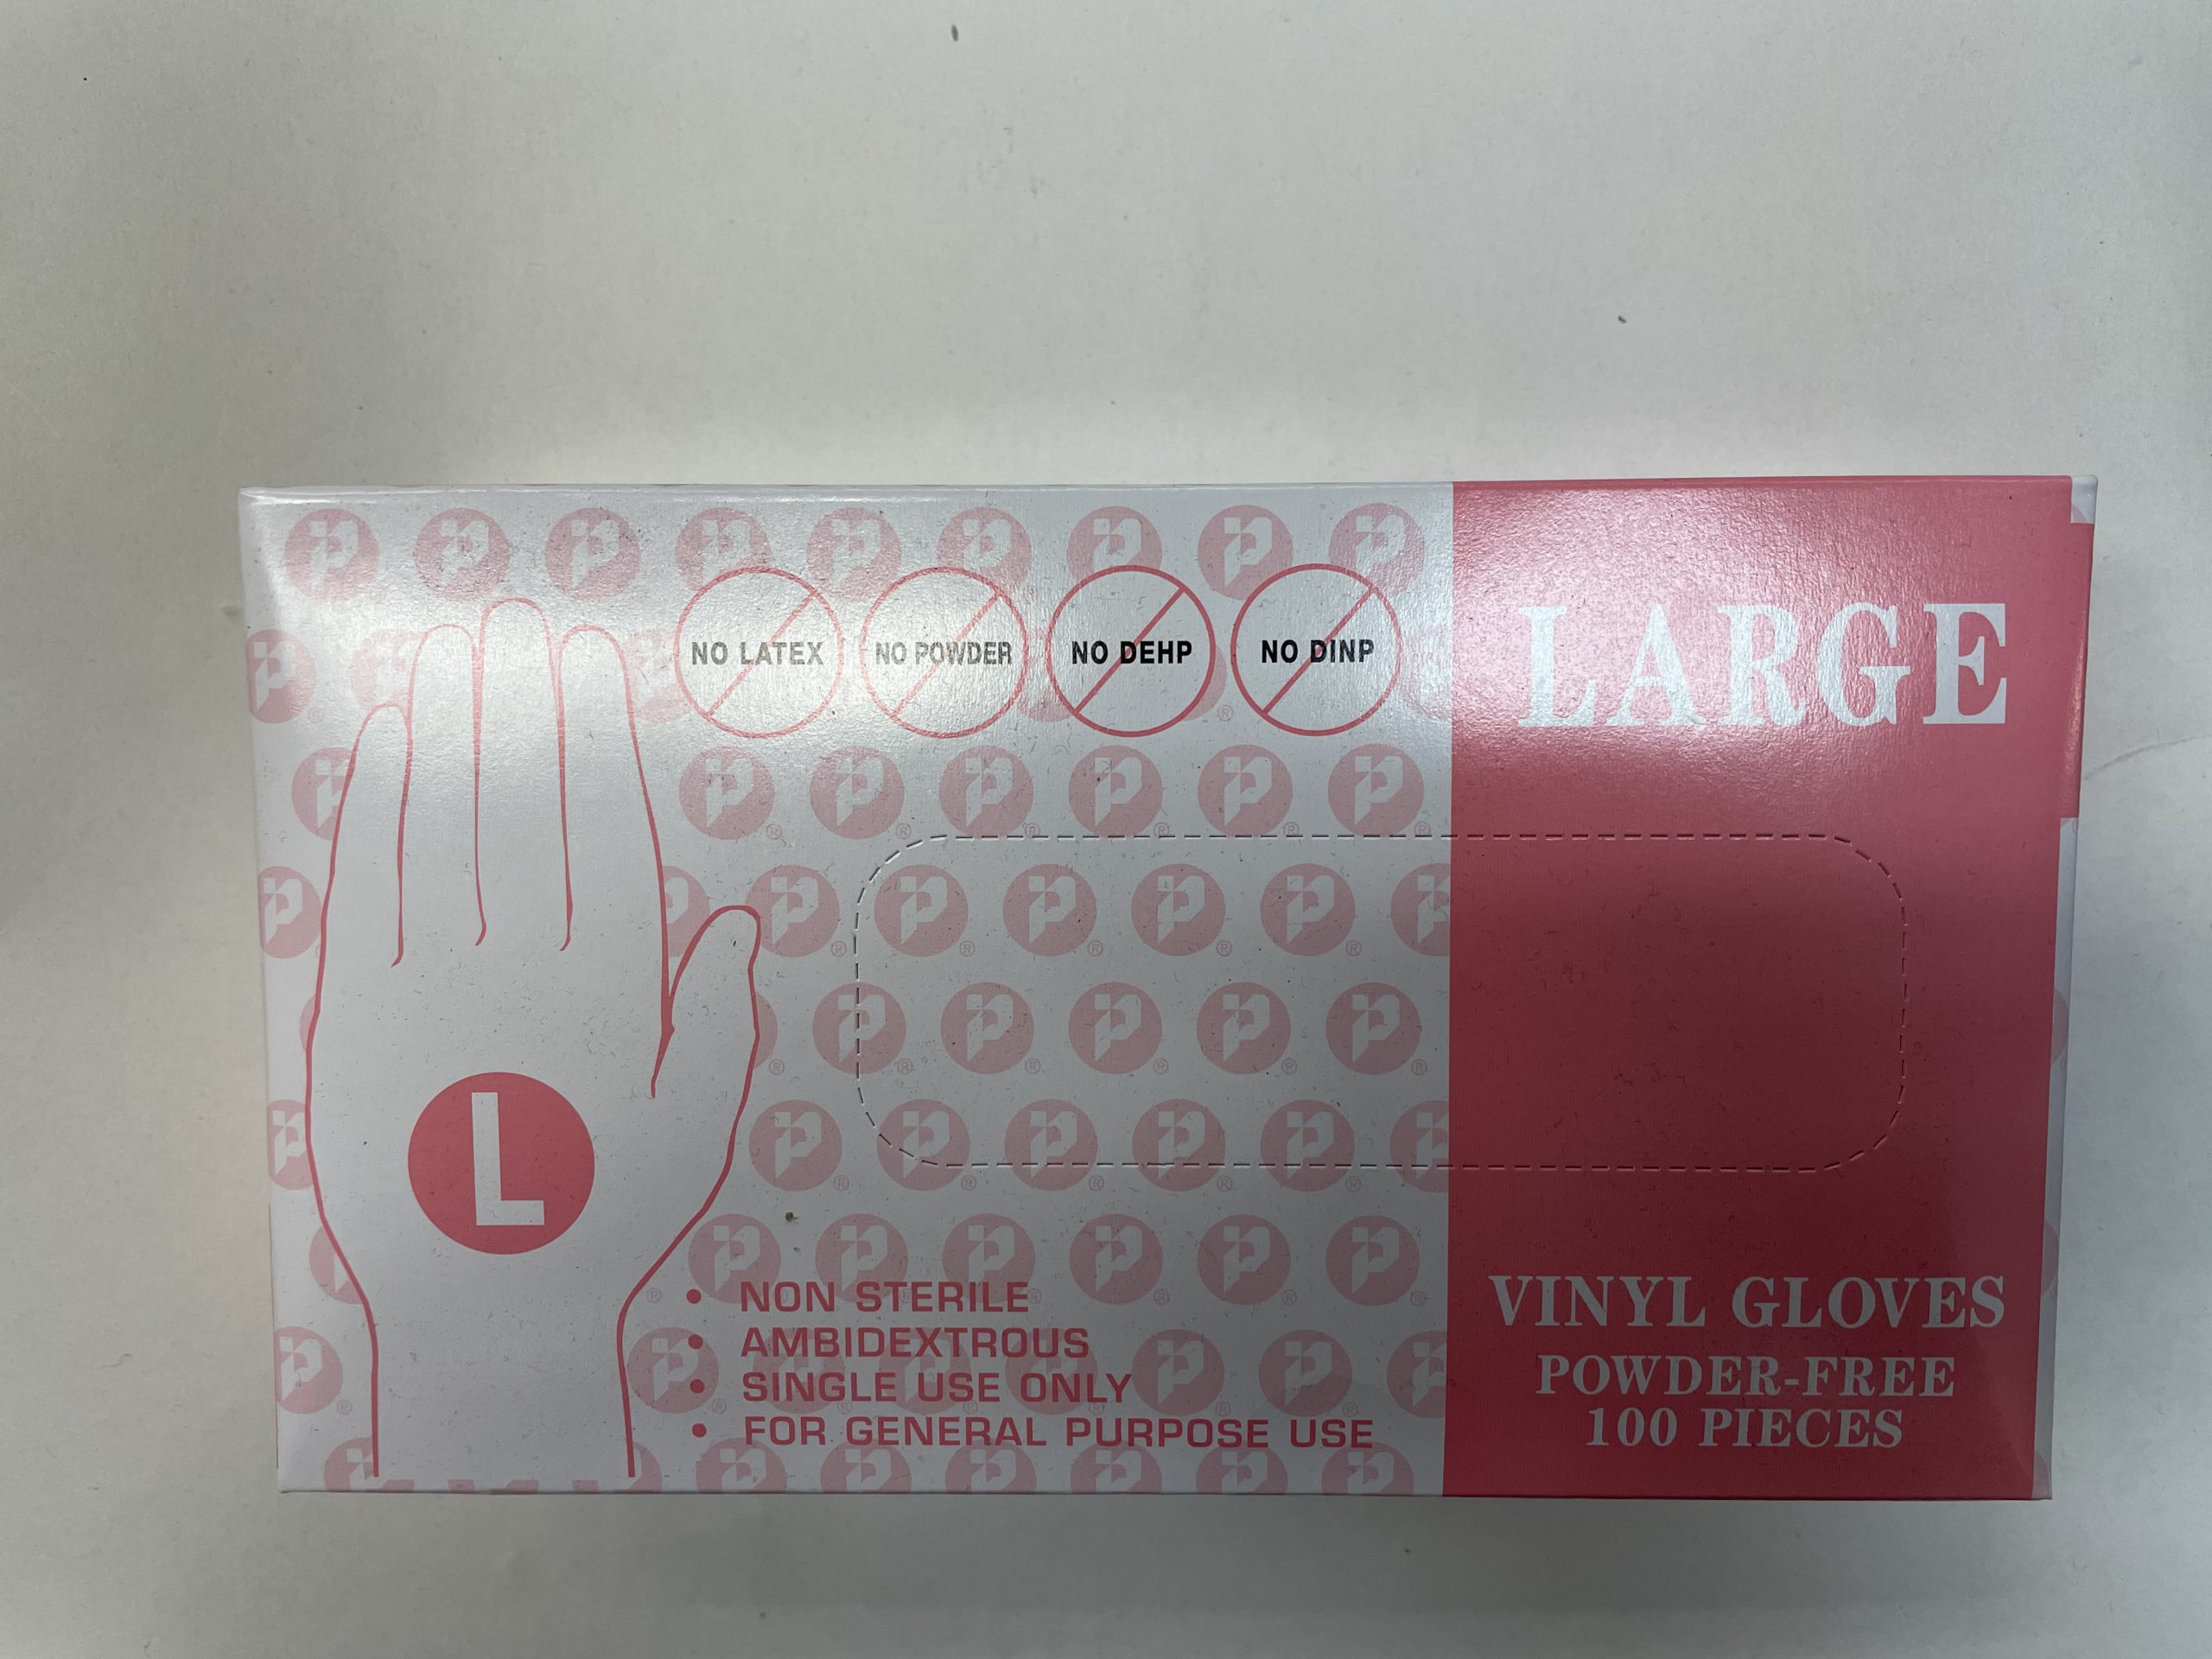 NO LATEX
NO POWDER
NO DEHP
NO DINP
LARGE
L
• NON STERILE
• AMBIDEXTROUS
• SINGLE USE ONLY
• FOR GENERAL PURPOSE USE
VINYL GLOVES
POWDER-FREE
100 PIECES